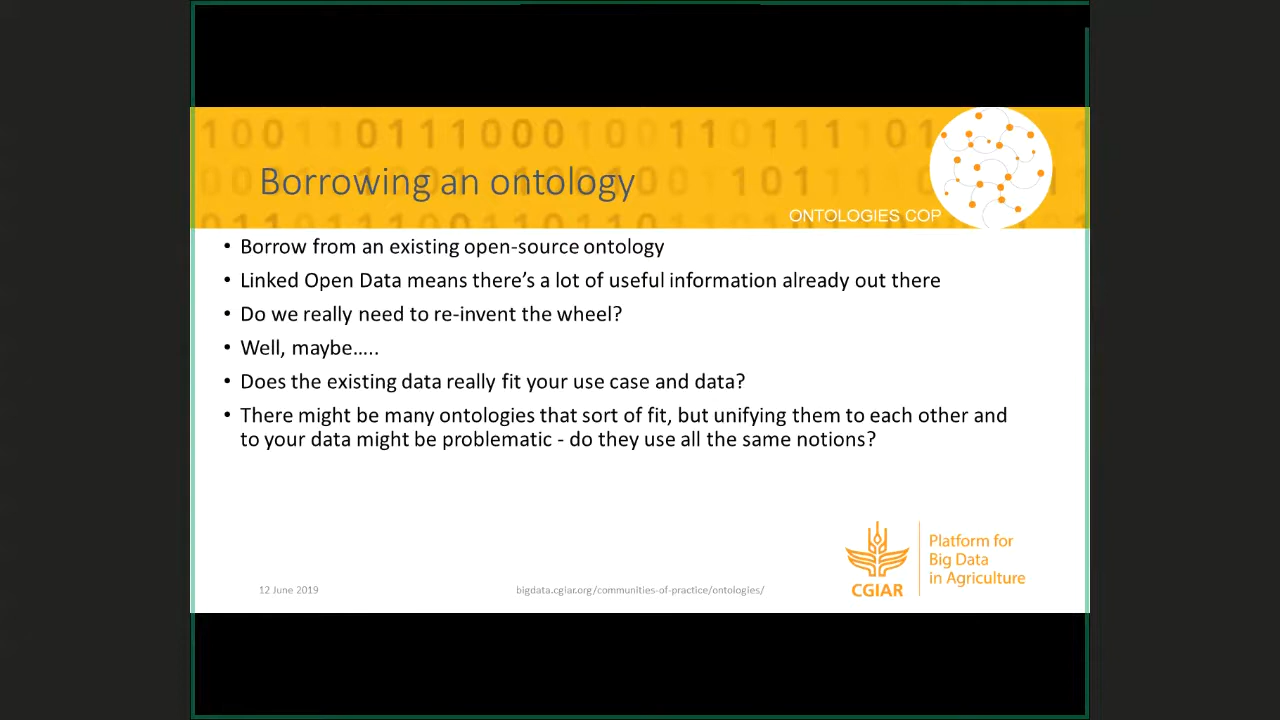 Borrowing an ontology
ONTOLOGIES COP
• Borrow from an existing open-source ontology
• Linked Open Data means there's a lot of useful information already out there
• Do we really need to re-invent the wheel?
• Well, maybe.....
• Does the existing data really fit your use case and data?
• There might be many ontologies that sort of fit, but unifying them to each other and
to your data might be problematic - do they use all the same notions?
12 June 2019
bigdata.cgiar.org/communities-of-practice/ontologies/
CGIAR
Platform for
Big Data
in Agriculture